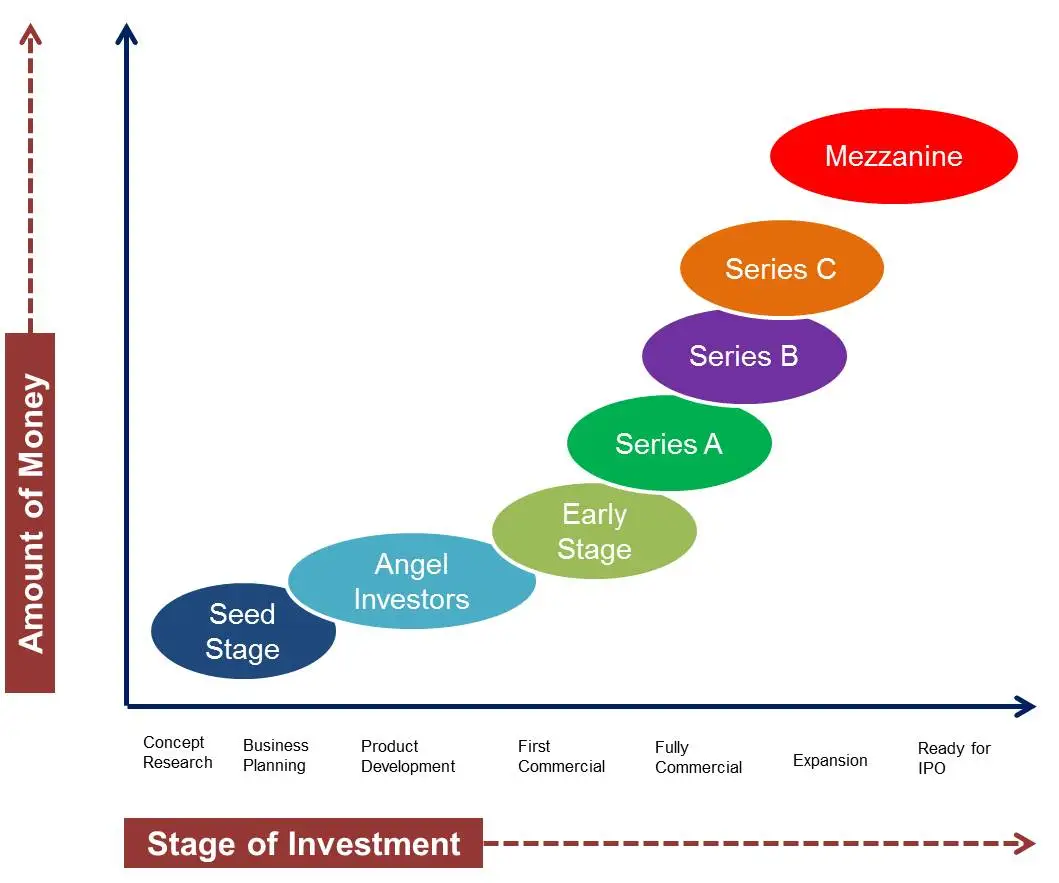 Amount of Money
Mezzanine
Series C
Series B
Series A
Early
Stage
Angel
Investors
Seed
Stage
Concept
Research
Business
Planning
Product
Development
First
Commercial
Fully
Commercial
Expansion
Ready for
IPO
Stage of Investment